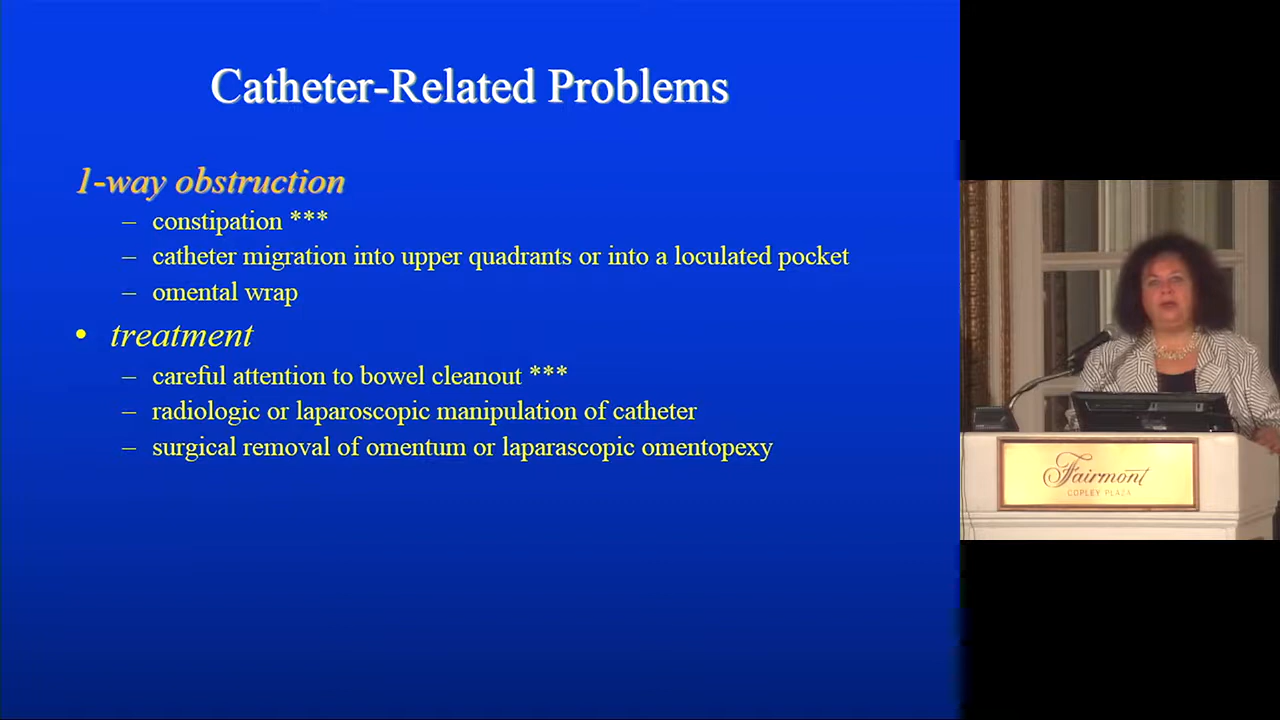 Catheter-Related Problems
1-way obstruction
– constipation ***
– catheter migration into upper quadrants or into a loculated pocket
– omental wrap
• treatment
– careful attention to bowel cleanout ***
– radiologic or laparoscopic manipulation of catheter
– surgical removal of omentum or laparascopic omentopexy
Fairmont
COPLEY PLAZA